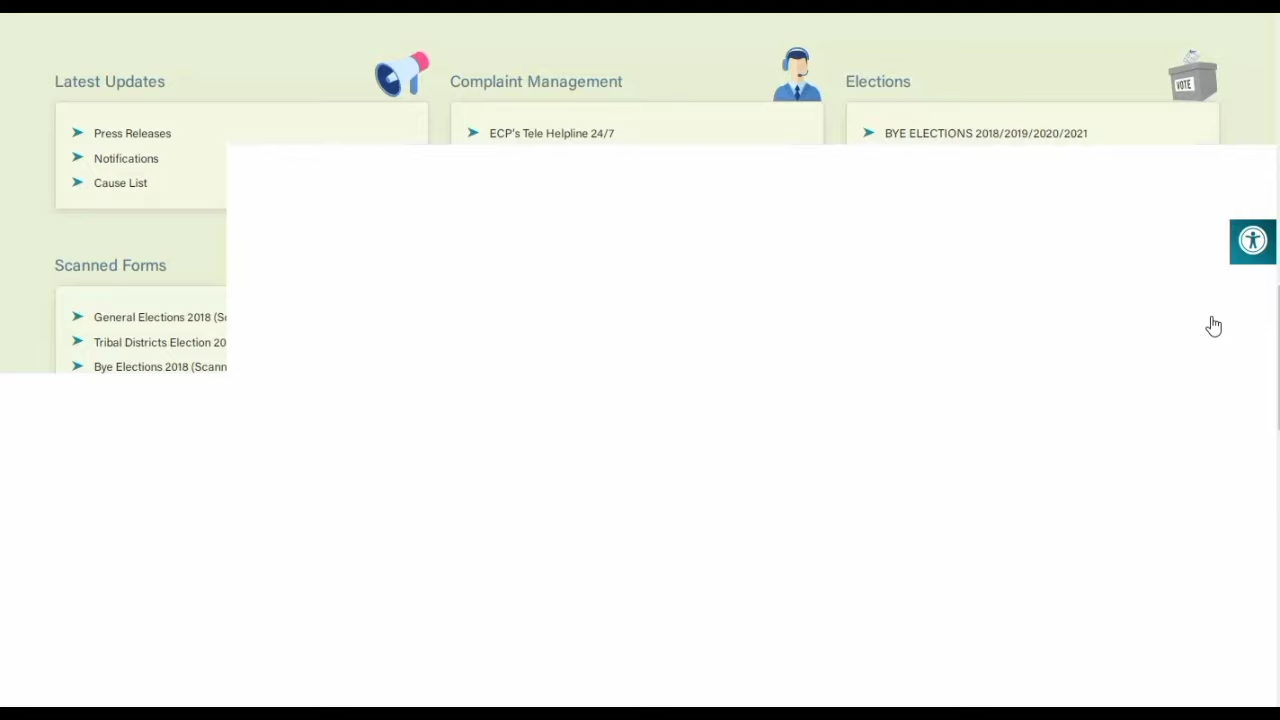 Latest Updates
Complaint Management
Elections
VOTE
Press Releases
Notifications
Cause List
ECP's Tele Helpline 24/7
BYE ELECTIONS 2018/2019/2020/2021
Scanned Forms
General Elections 2018
Tribal Districts Election
Bye Elections 2018